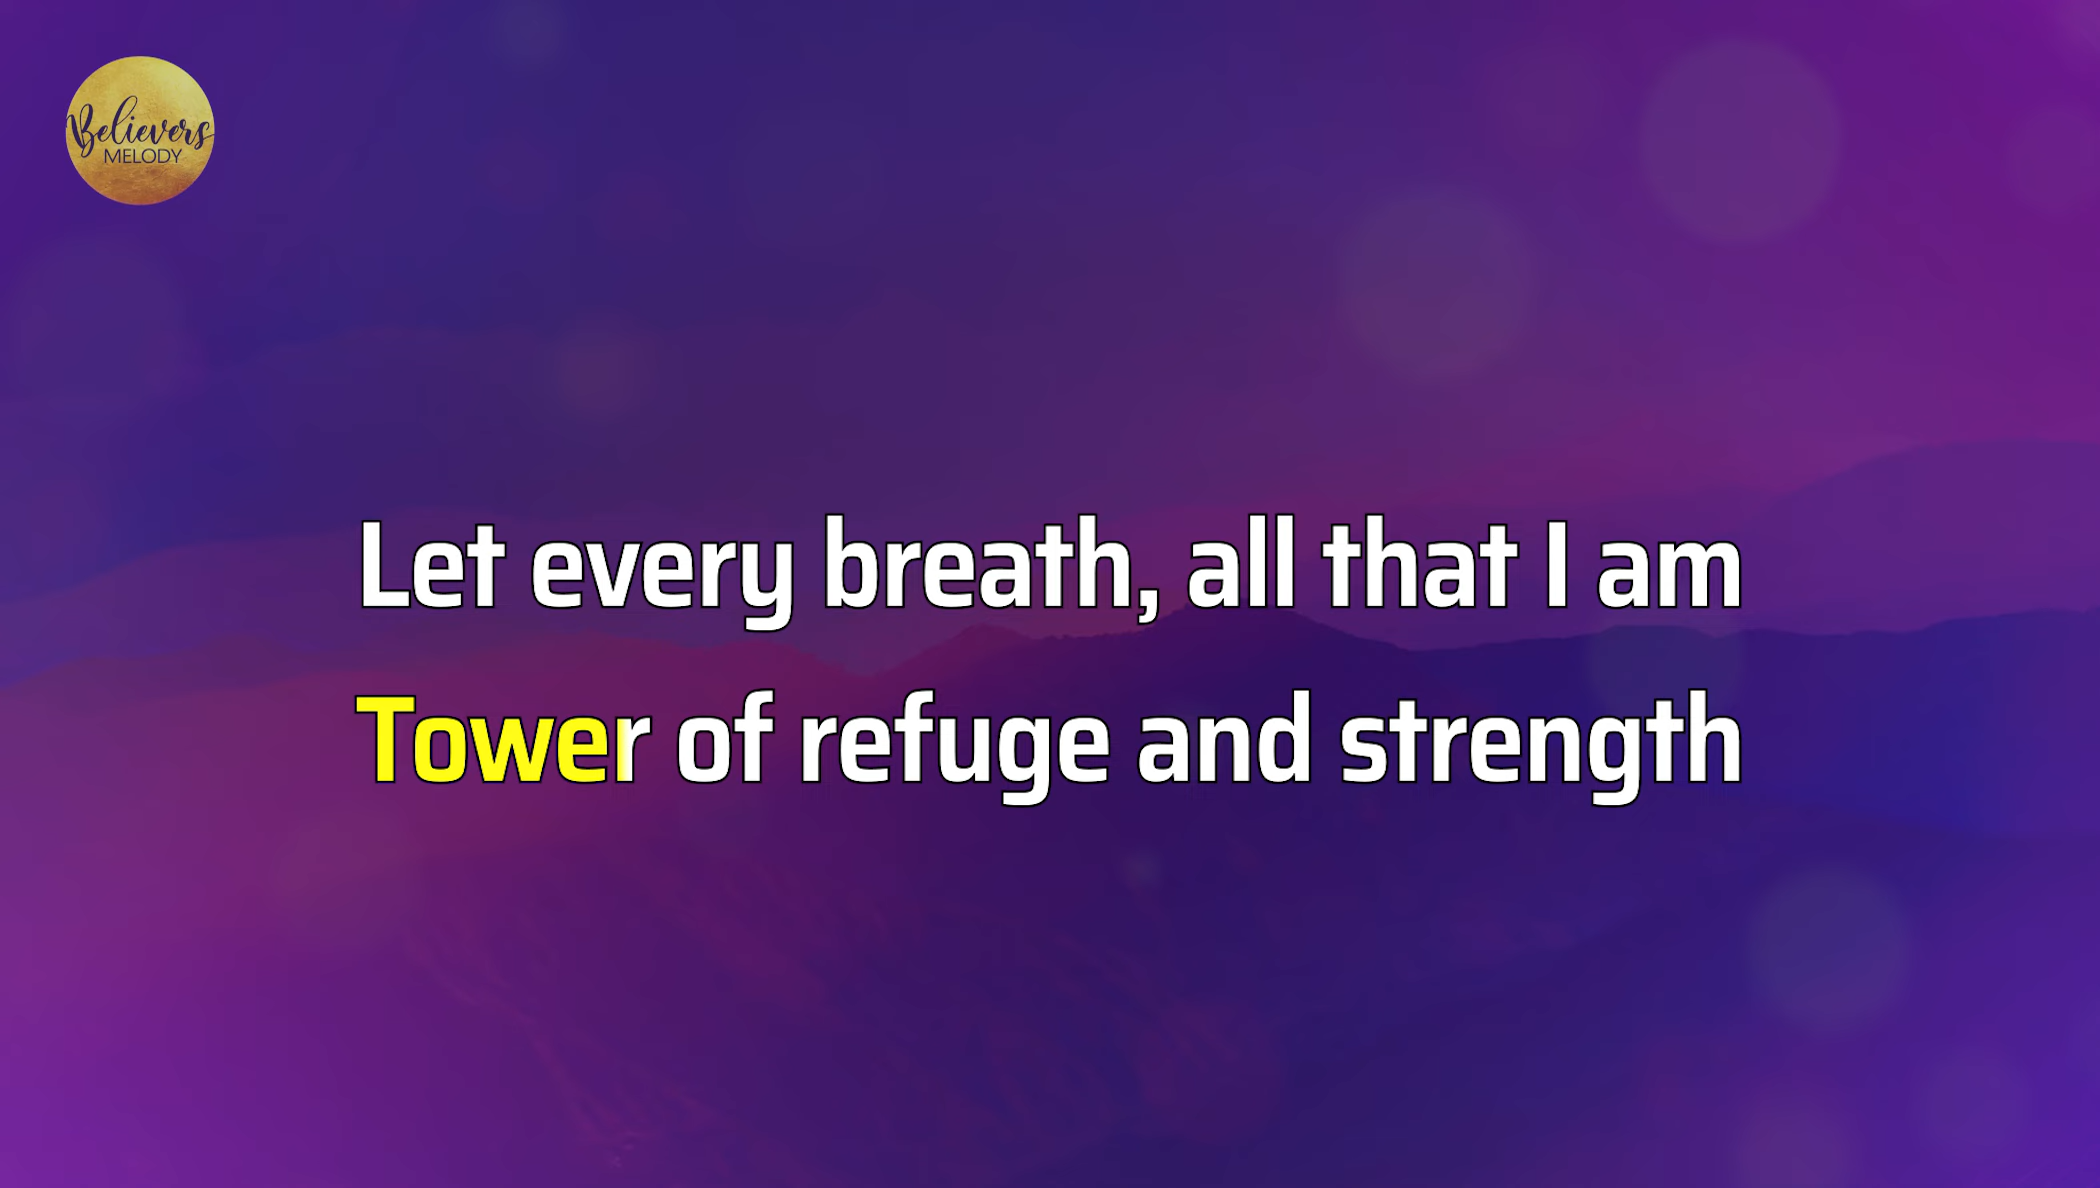 Believers
MELODY
Let every breath, all that I am
Tower of refuge and strength